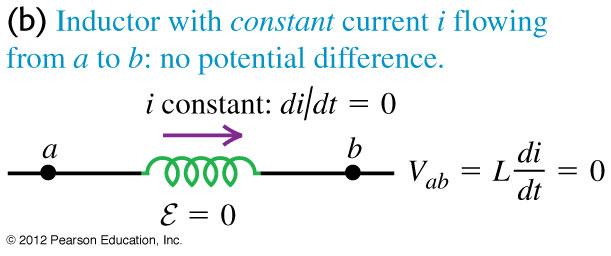 (b) Inductor with constant current i flowing
from a to b: no potential difference.
i constant: di/dt = 0
a
b
V_ab = L di/dt = 0
ℰ = 0
© 2012 Pearson Education, Inc.